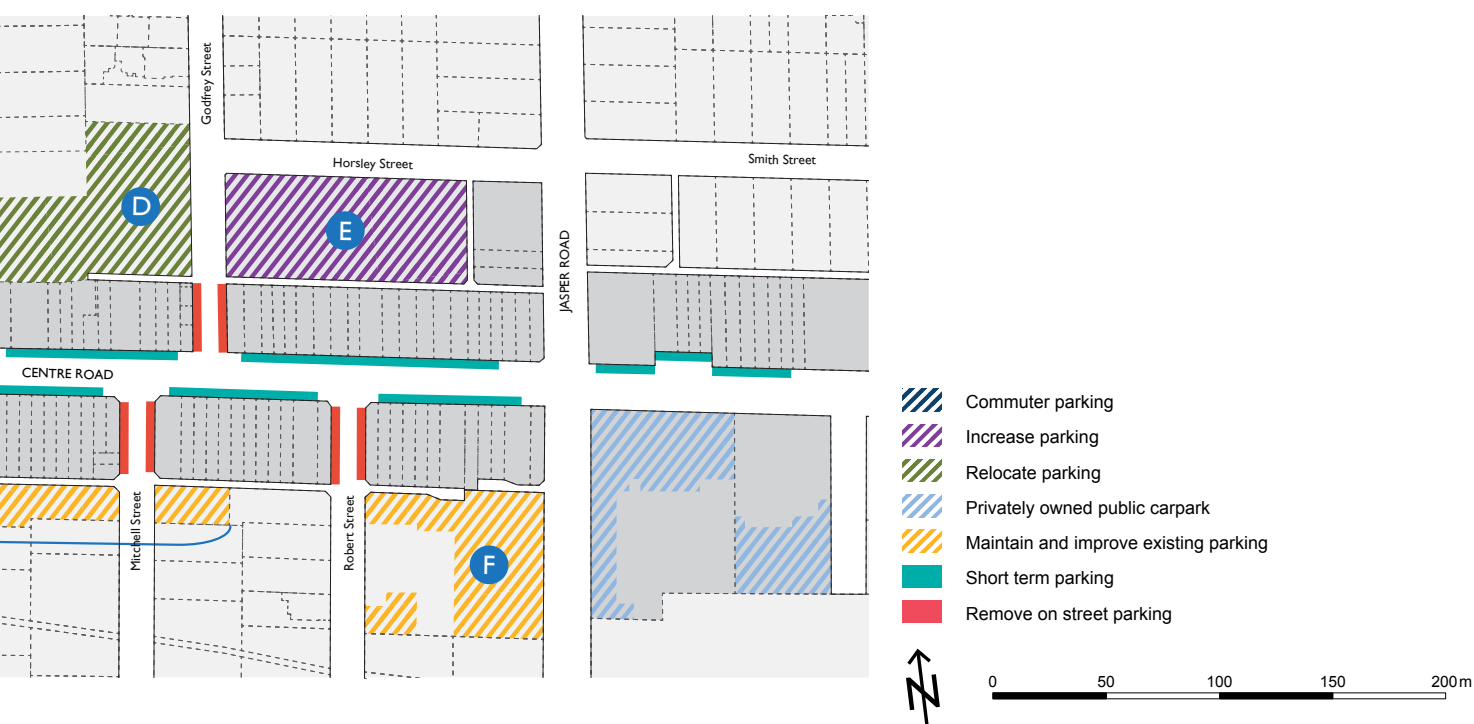 Godfrey Street
Horsley Street
Smith Street
D
E
JASPER ROAD
CENTRE ROAD
Mitchell Street
Robert Street
F
Commuter parking
Increase parking
Relocate parking
Privately owned public carpark
Maintain and improve existing parking
Short term parking
Remove on street parking
N
0 50 100 150 200 m